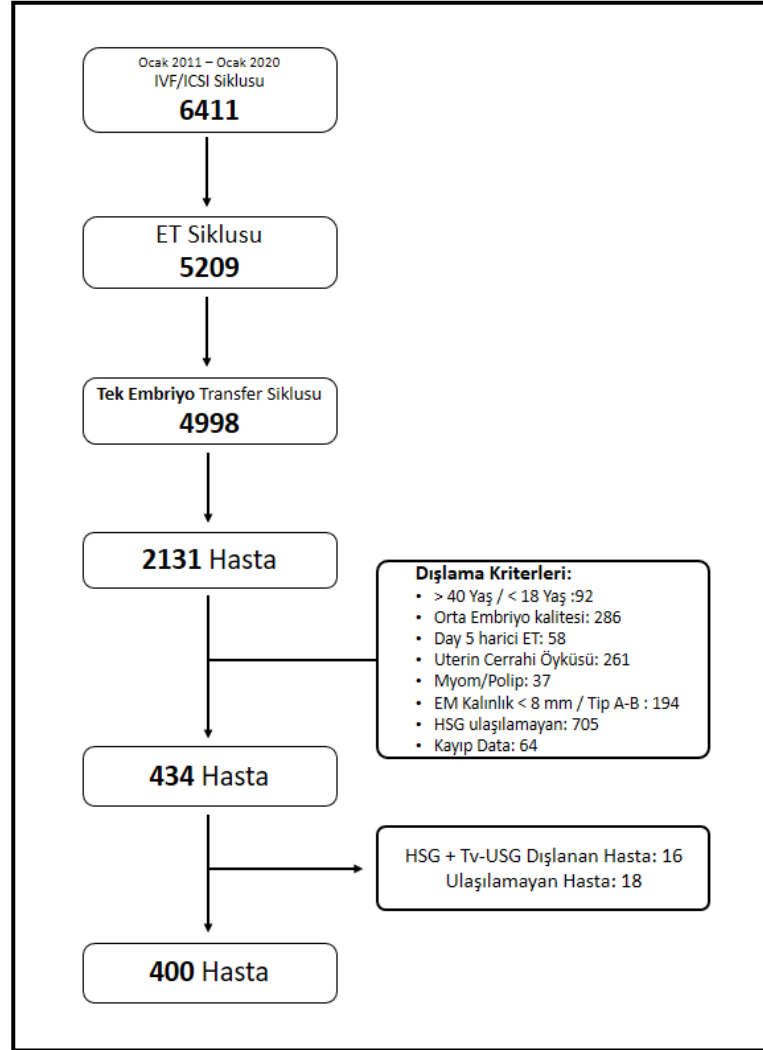 Ocak 2011 – Ocak 2020
IVF/ICSI Siklusu
6411
ET Siklusu
5209
Tek Embriyo Transfer Siklusu
4998
2131 Hasta
Dışlama Kriterleri:
• > 40 Yaş / < 18 Yaş :92
• Orta Embriyo kalitesi: 286
• Day 5 harici ET: 58
• Uterin Cerrahi Öyküsü: 261
• Myom/Polip: 37
• EM Kalınlık < 8 mm / Tip A-B : 194
• HSG ulaşılamayan: 705
• Kayıp Data: 64
434 Hasta
HSG + Tv-USG Dışlanan Hasta: 16
Ulaşılamayan Hasta: 18
400 Hasta